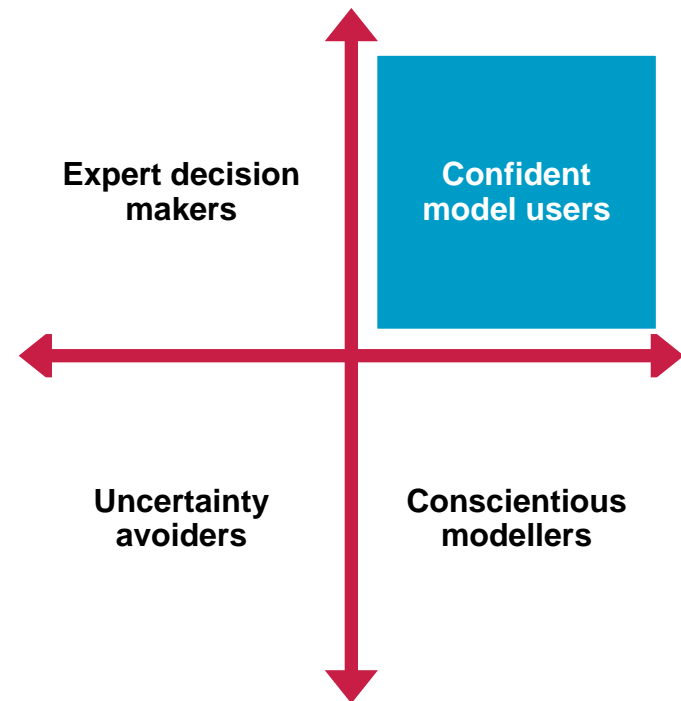 Expert decision
makers
Confident
model users
Uncertainty
avoiders
Conscientious
modellers